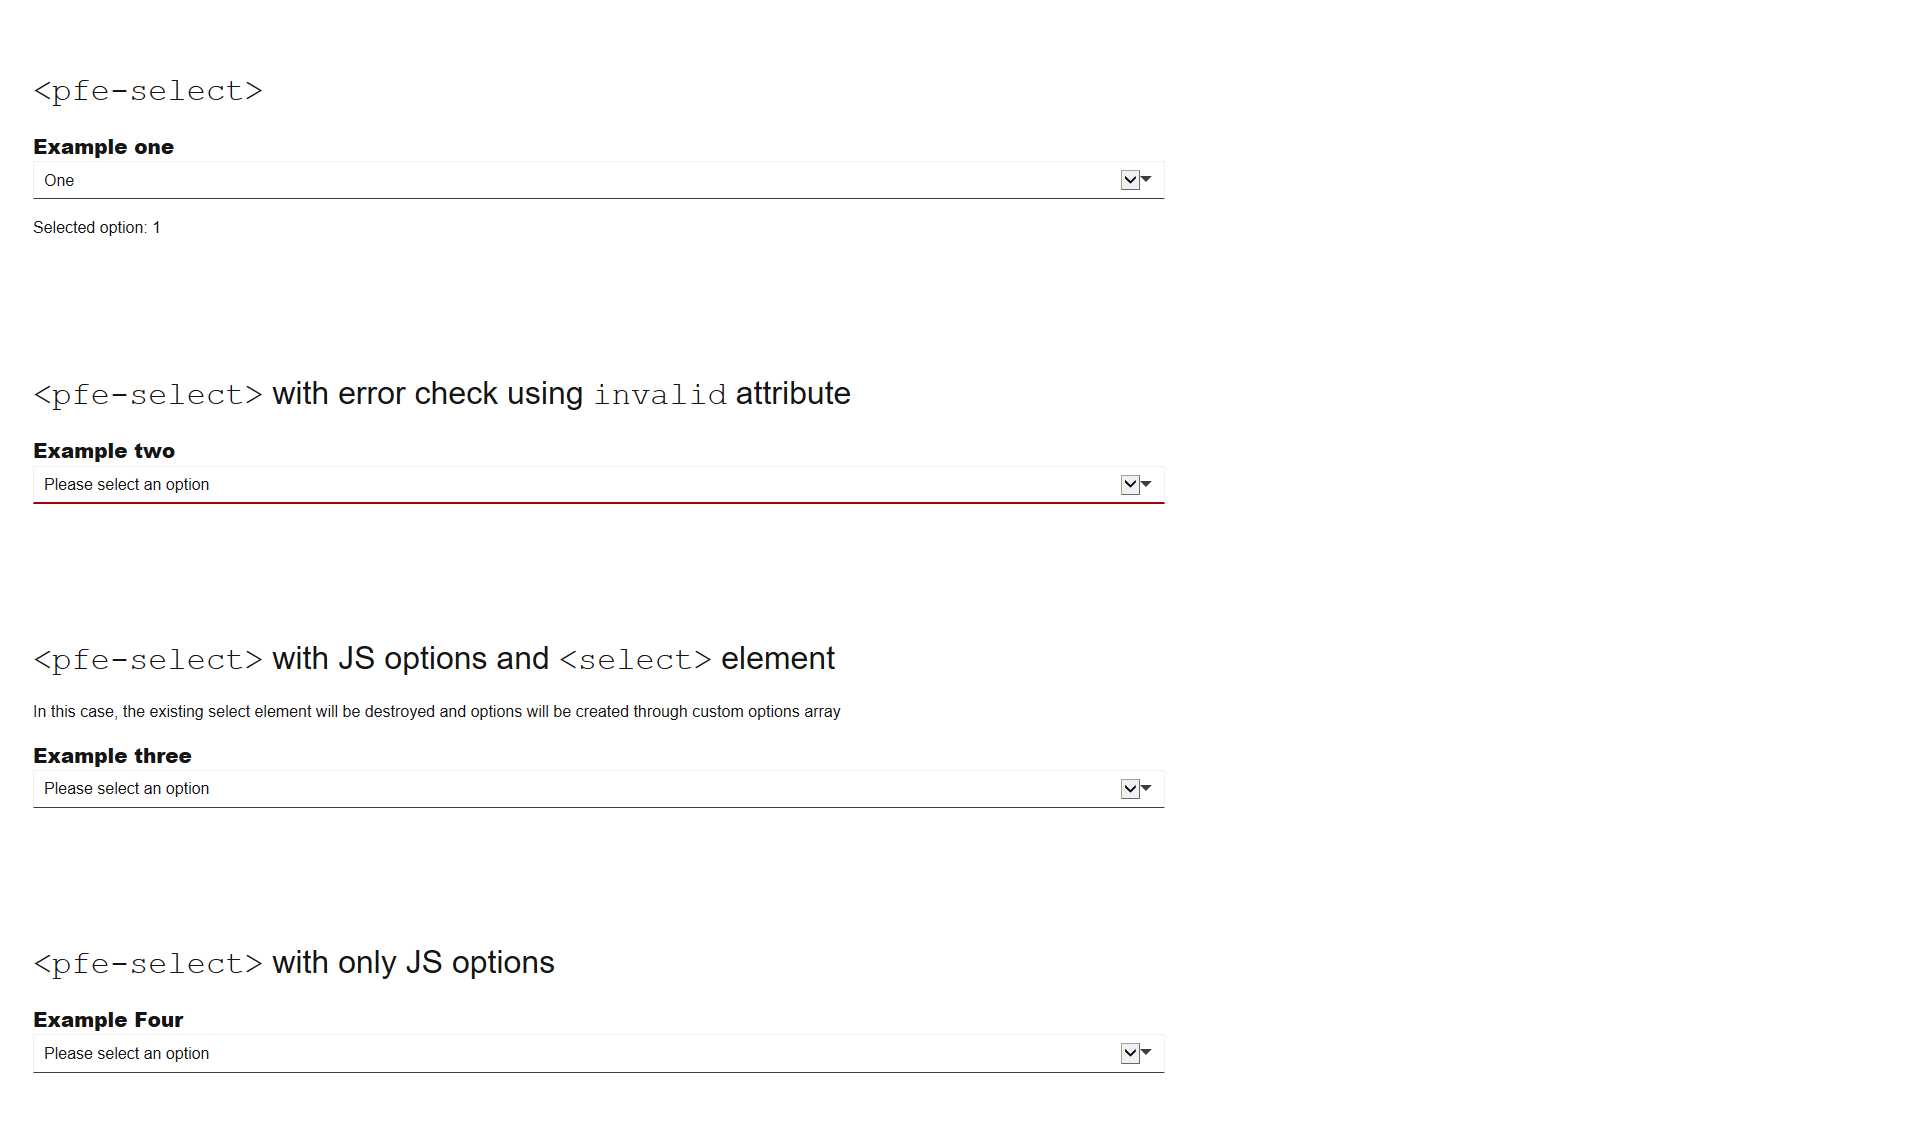 <pfe-select>
Example one
One
Selected option: 1
<pfe-select> with error check using invalid attribute
Example two
Please select an option
<pfe-select> with JS options and <select> element
In this case, the existing select element will be destroyed and options will be created through custom options array
Example three
Please select an option
<pfe-select> with only JS options
Example Four
Please select an option